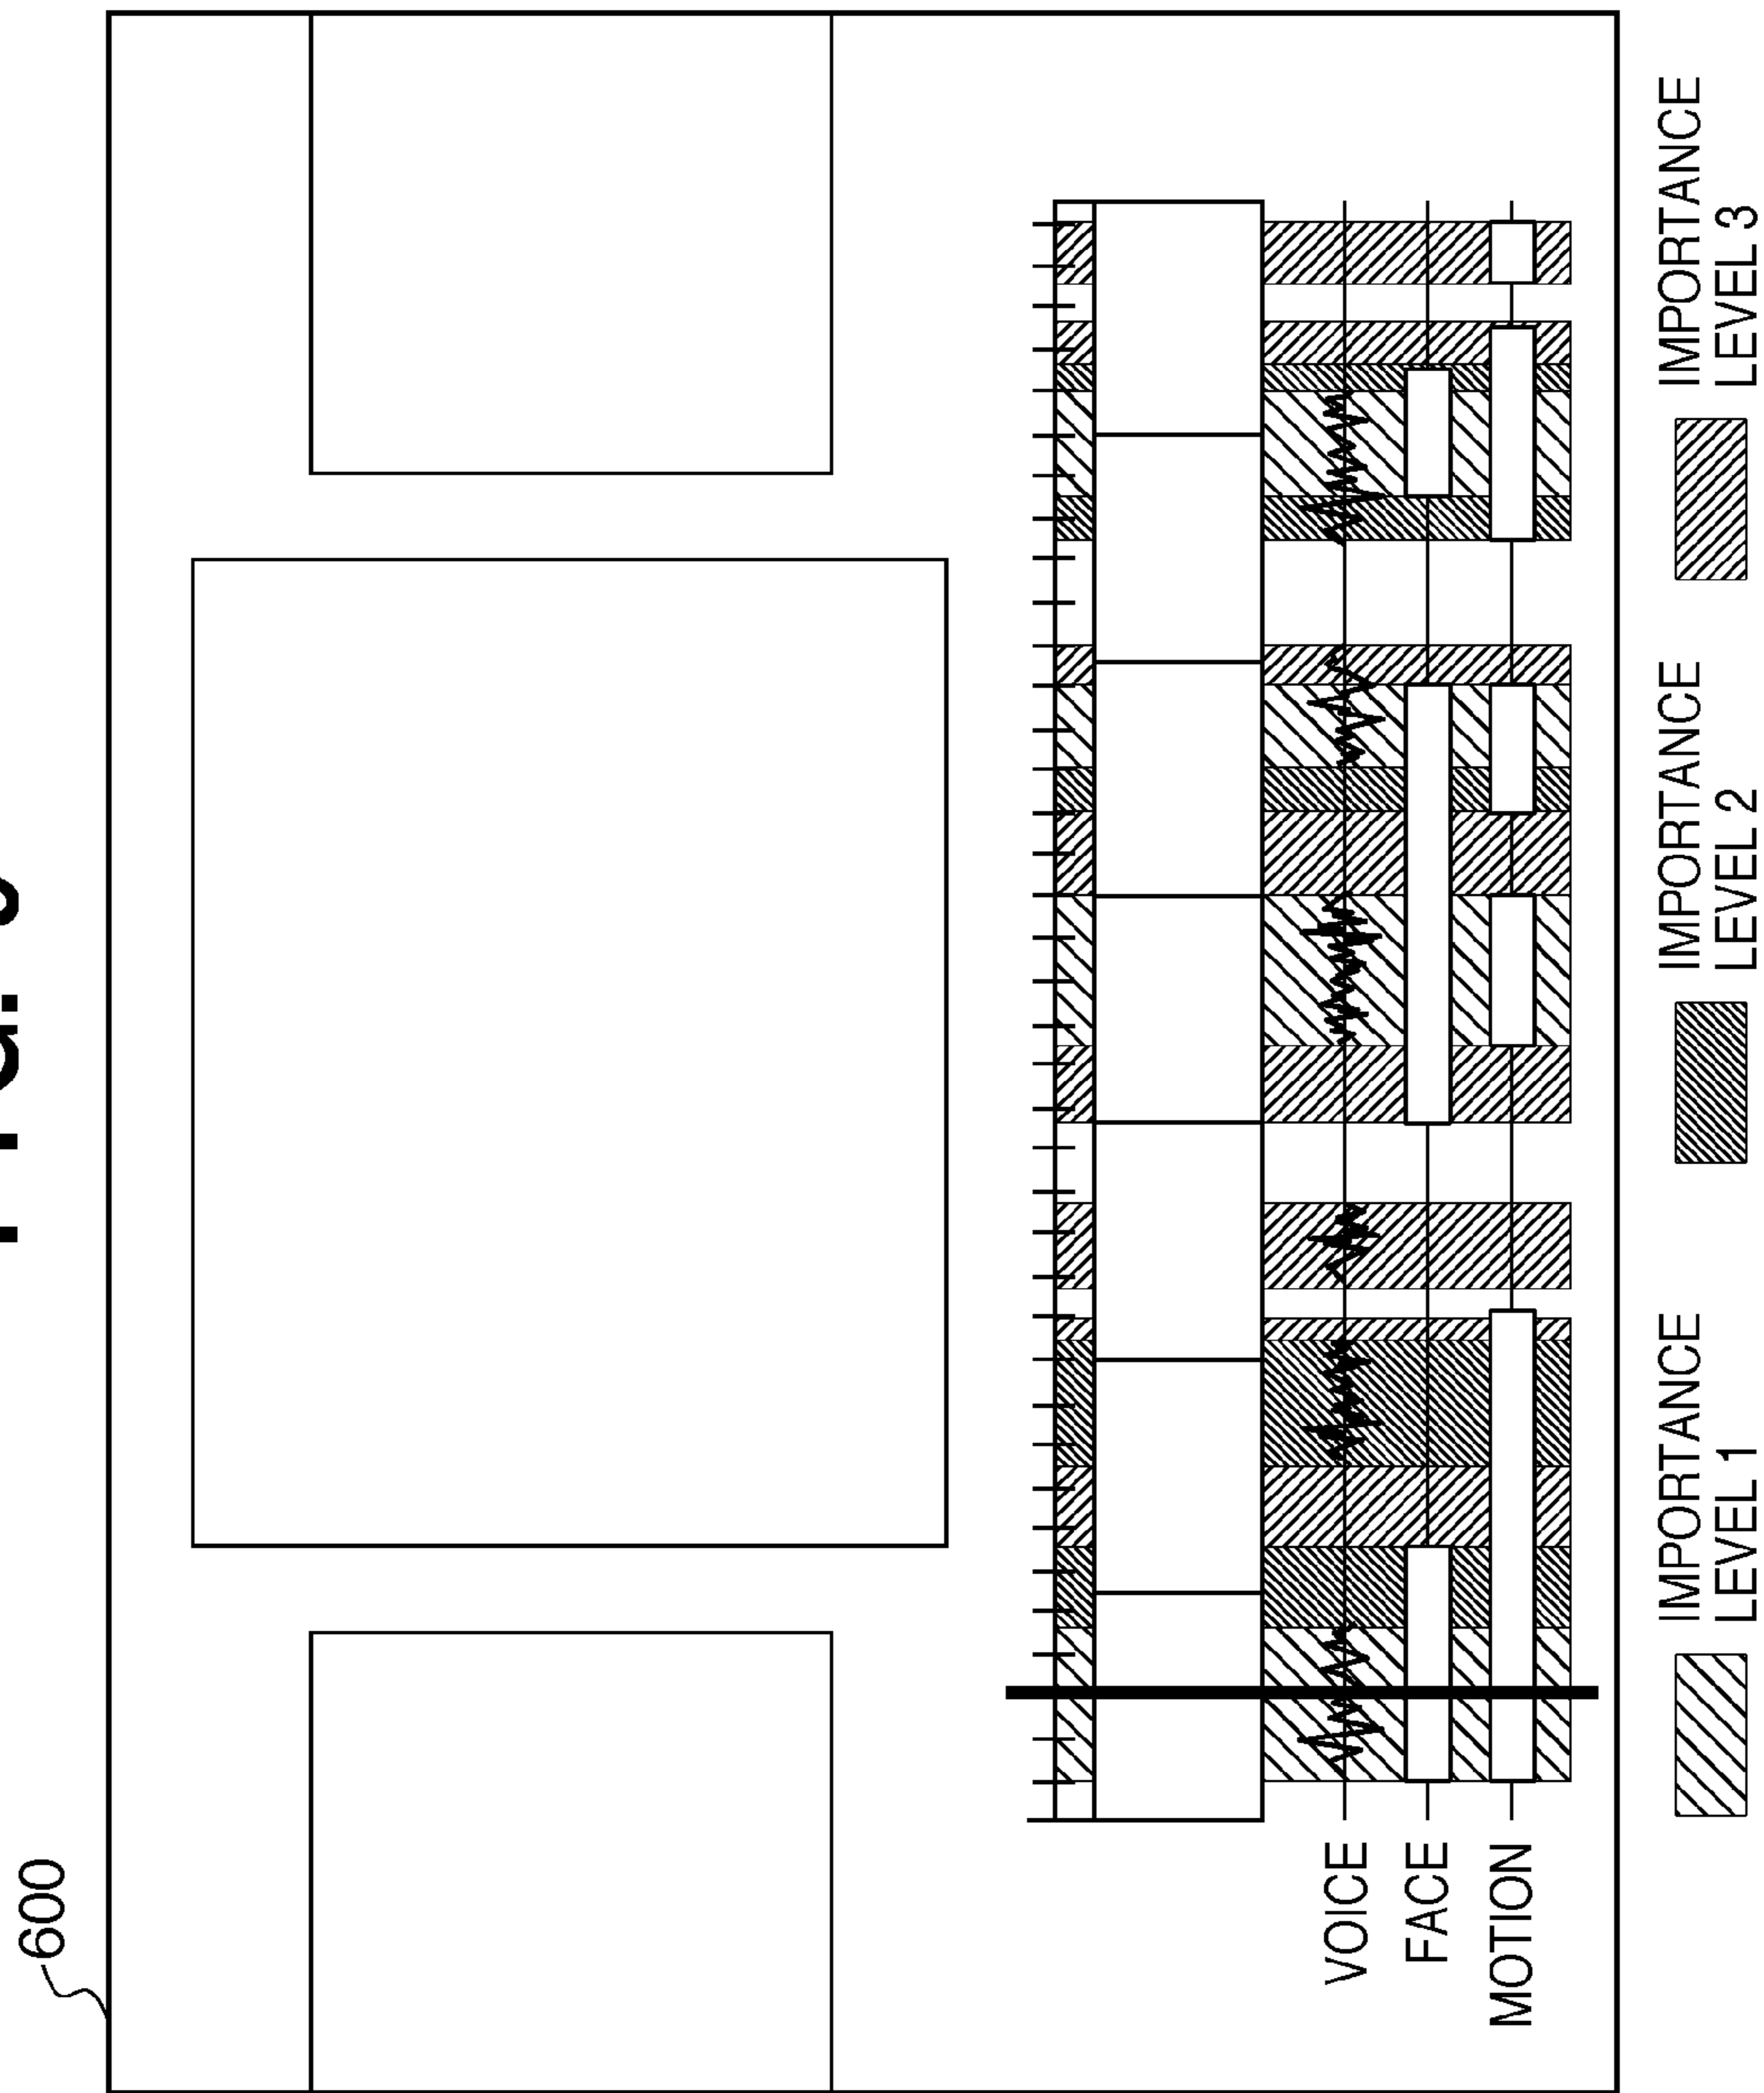 600
VOICE
FACE
MOTION
IMPORTANCE
LEVEL 1
IMPORTANCE
LEVEL 2
IMPORTANCE
LEVEL 3